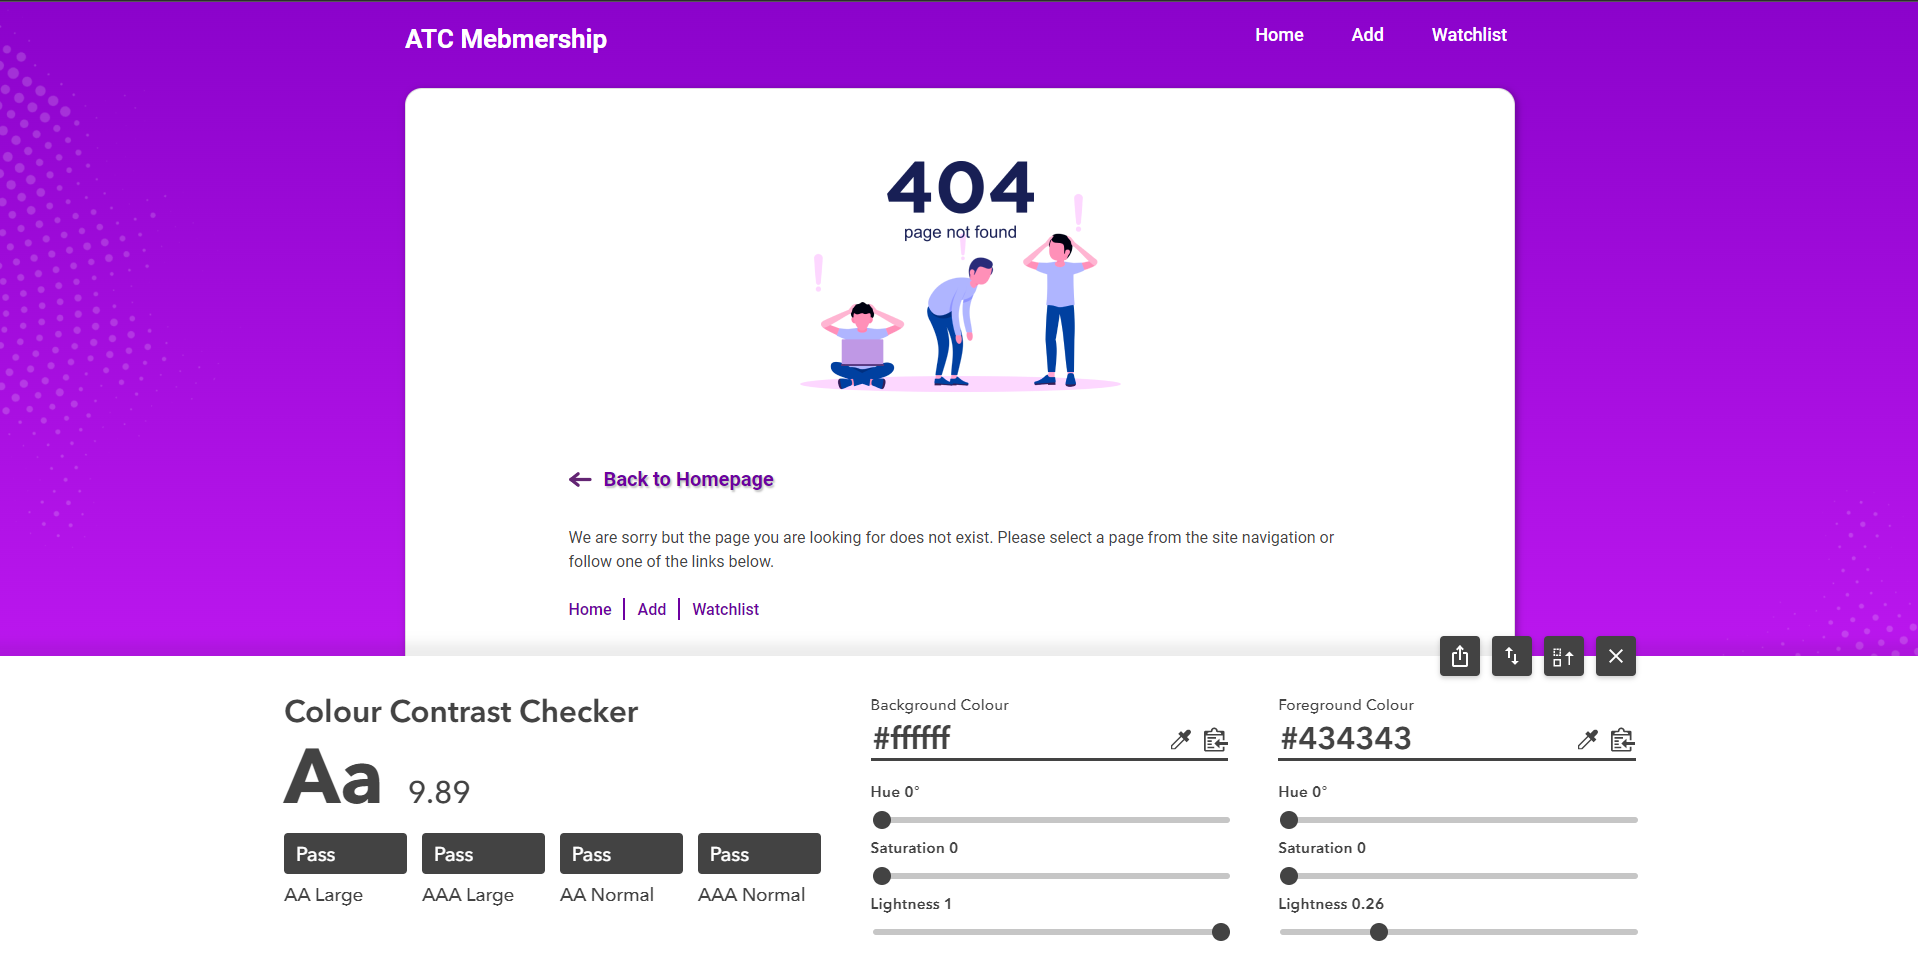 ATC Mebmership
Home Add Watchlist
404
page not found
Back to Homepage
We are sorry but the page you are looking for does not exist. Please select a page from the site navigation or
follow one of the links below.
Home Add Watchlist
Colour Contrast Checker
Aa 9.89
Pass Pass Pass Pass
AA Large AAA Large AA Normal AAA Normal
Background Colour
#ffffff
Hue 0°
Saturation 0
Lightness 1
Foreground Colour
#434343
Hue 0°
Saturation 0
Lightness 0.26